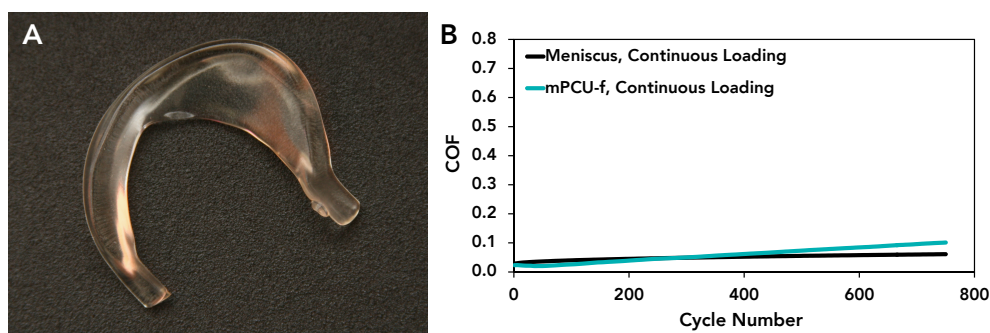 A
B
0.8
0.7
0.6
0.5
0.4
0.3
0.2
0.1
0.0
COF
Meniscus, Continuous Loading
mPCU-f, Continuous Loading
0 200 400 600 800
Cycle Number